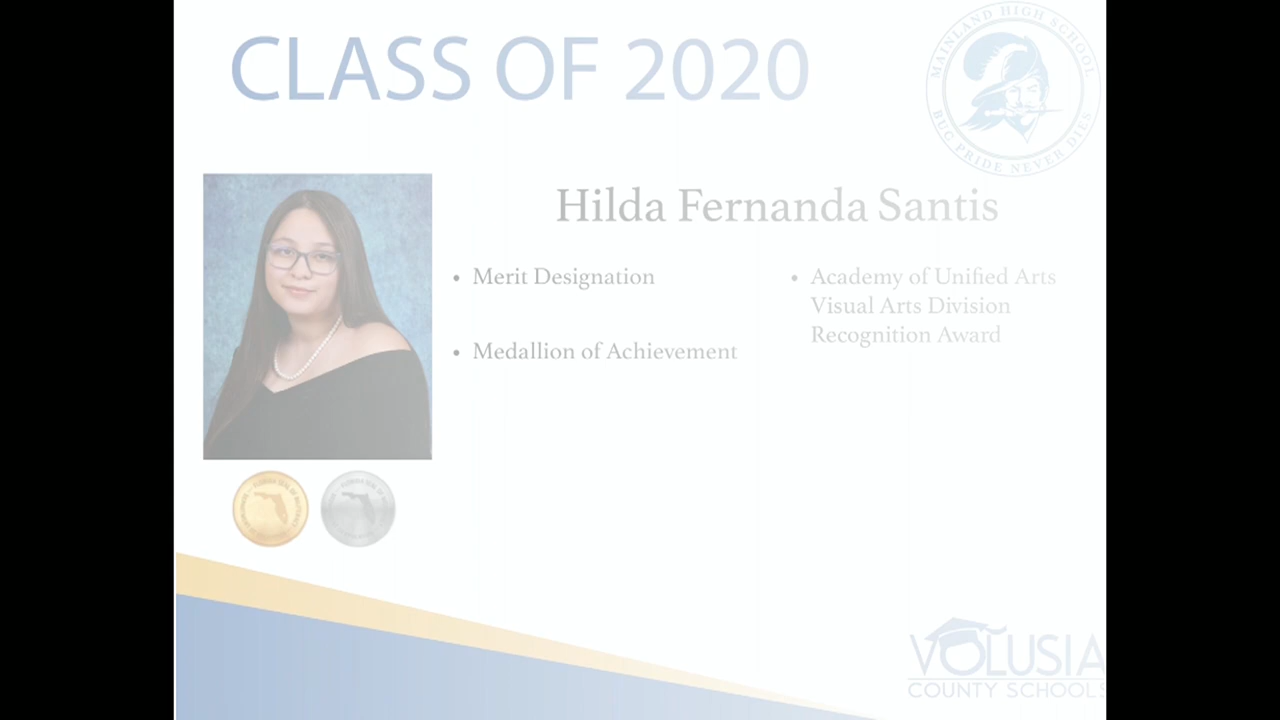 CLASS OF 2020
MAINLAND HIGH SCHOOL
BUC PRIDE NEVER DIES
Hilda Fernanda Santis
• Merit Designation
• Medallion of Achievement
• Academy of Unified Arts
Visual Arts Division
Recognition Award
VOLUSIA
COUNTY SCHOOLS